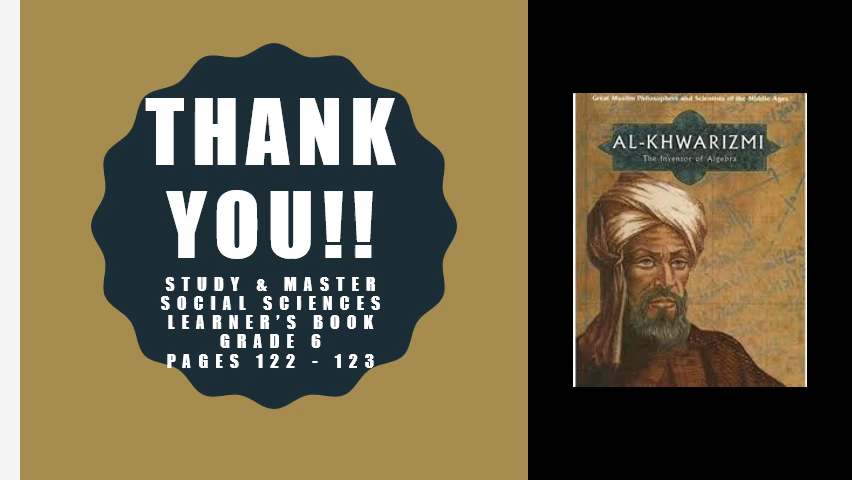 THANK
YOU!!
STUDY & MASTER
SOCIAL SCIENCES
LEARNER'S BOOK
GRADE 6
PAGES 122 - 123
Great Muslim Philosophers and Scientists of the Middle Ages
AL-KHWARIZMI
The Inventor of Algebra